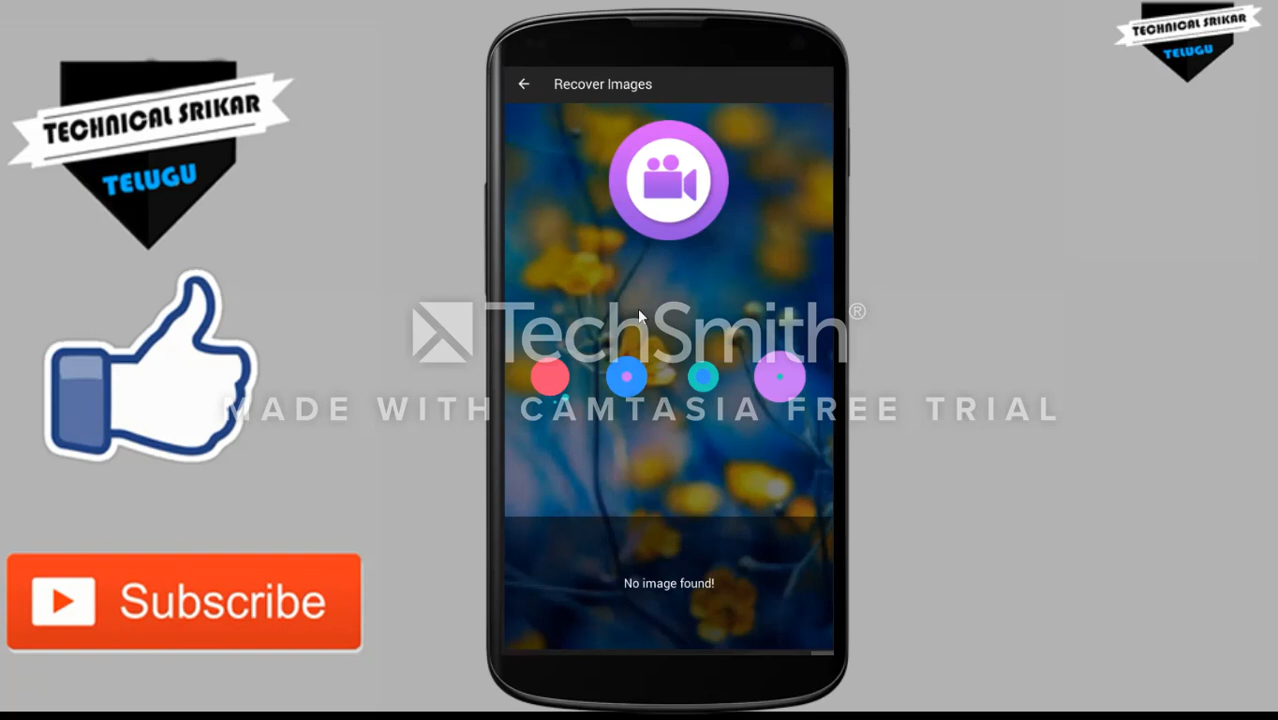 TECHNICAL SRIKAR
TELUGU
TECHNICAL SRIKAR
TELUGU
Recover Images
TechSmith®
MADE WITH CAMTASIA FREE TRIAL
No image found!
Subscribe